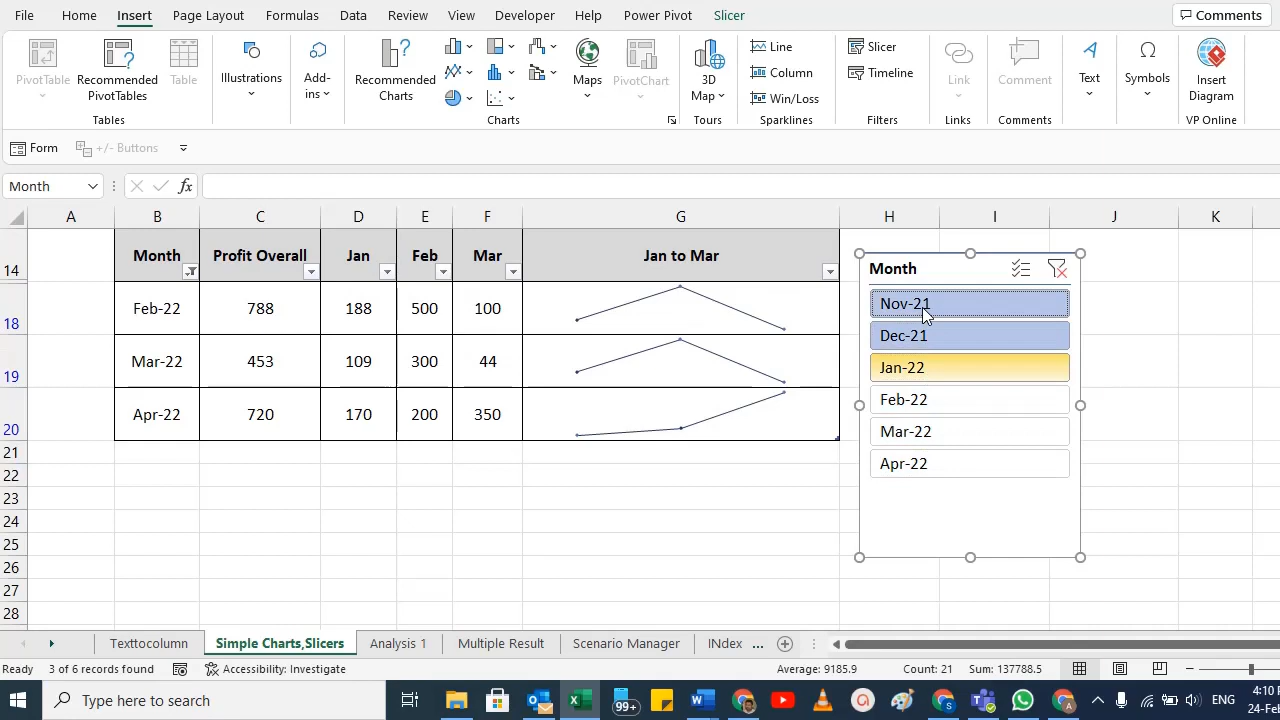 File Home Insert Page Layout Formulas Data Review View Developer Help Power Pivot Slicer Comments
PivotTable Recommended PivotTables Table Illustrations Add-ins Recommended Charts Maps PivotChart 3D Map Line Column Win/Loss Slicer Timeline Link Comment Text Symbols Insert Diagram
Tables Charts Tours Sparklines Filters Links Comments VP Online
Form +/- Buttons
Month fx
A B C D E F G H I J K
14 Month Profit Overall Jan Feb Mar Jan to Mar
18 Feb-22 788 188 500 100
19 Mar-22 453 109 300 44
20 Apr-22 720 170 200 350
21
22
23
24
25
26
27
28
Month
Nov-21
Dec-21
Jan-22
Feb-22
Mar-22
Apr-22
Texttocolumn Simple Charts,Slicers Analysis 1 Multiple Result Scenario Manager INdex ...
Ready 3 of 6 records found Accessibility: Investigate Average: 9185.9 Count: 21 Sum: 137788.5
Type here to search 99+ ENG 4:10 P
24-Feb